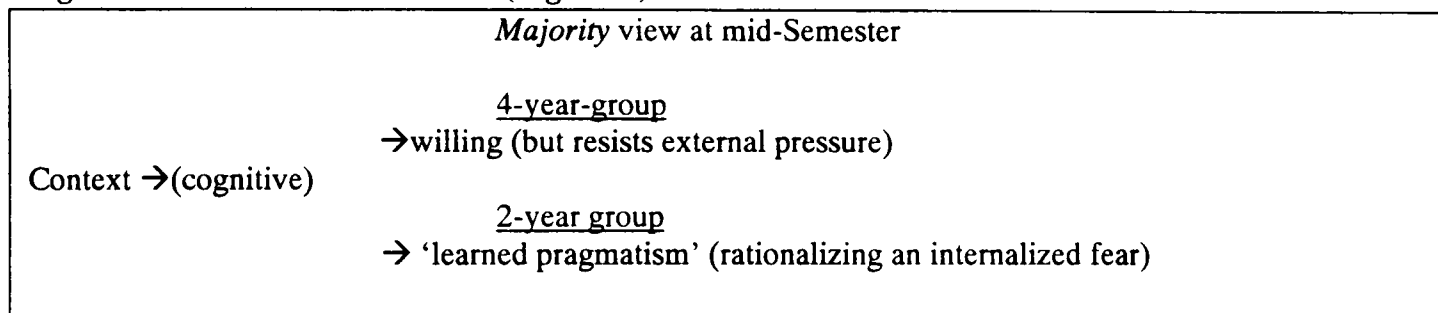 Majority view at mid-Semester
4-year-group
→willing (but resists external pressure)
Context →(cognitive)
2-year group
→ 'learned pragmatism' (rationalizing an internalized fear)